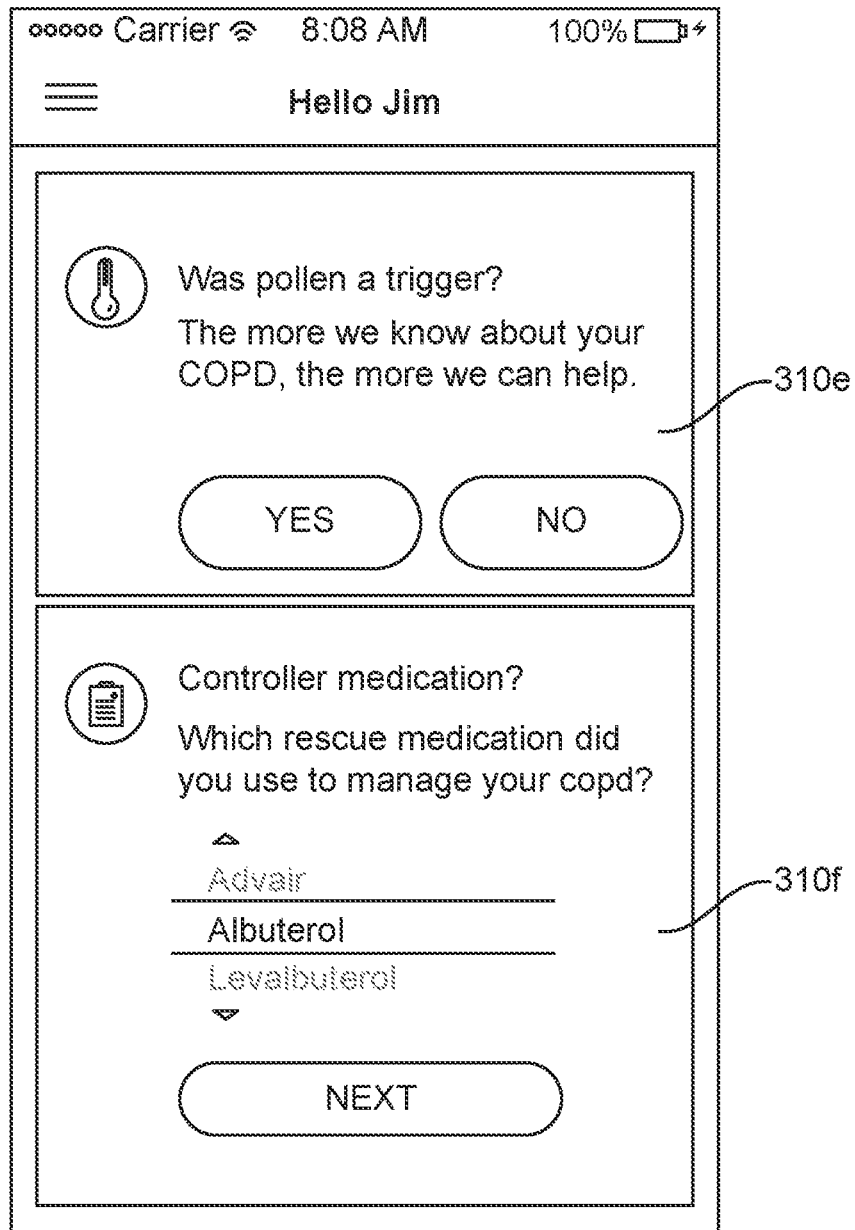 Carrier 8:08 AM 100%
Hello Jim
Was pollen a trigger?
The more we know about your
COPD, the more we can help.
310e
YES NO
Controller medication?
Which rescue medication did
you use to manage your copd?
Advair
310f
Albuterol
Levalbuterol
NEXT